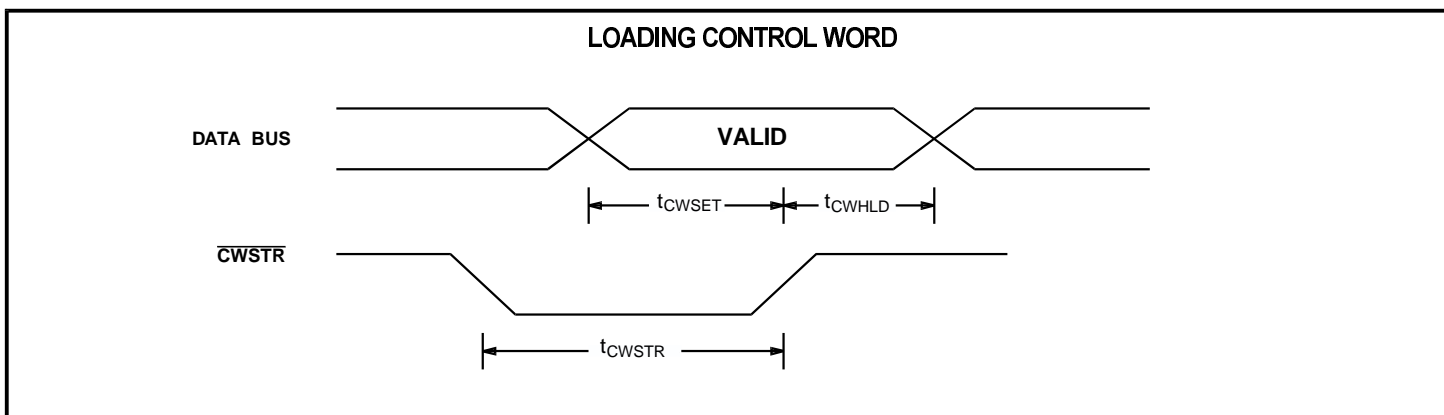 LOADING CONTROL WORD
DATA BUS
VALID
tCWSET
tCWHLD
CWSTR
tCWSTR